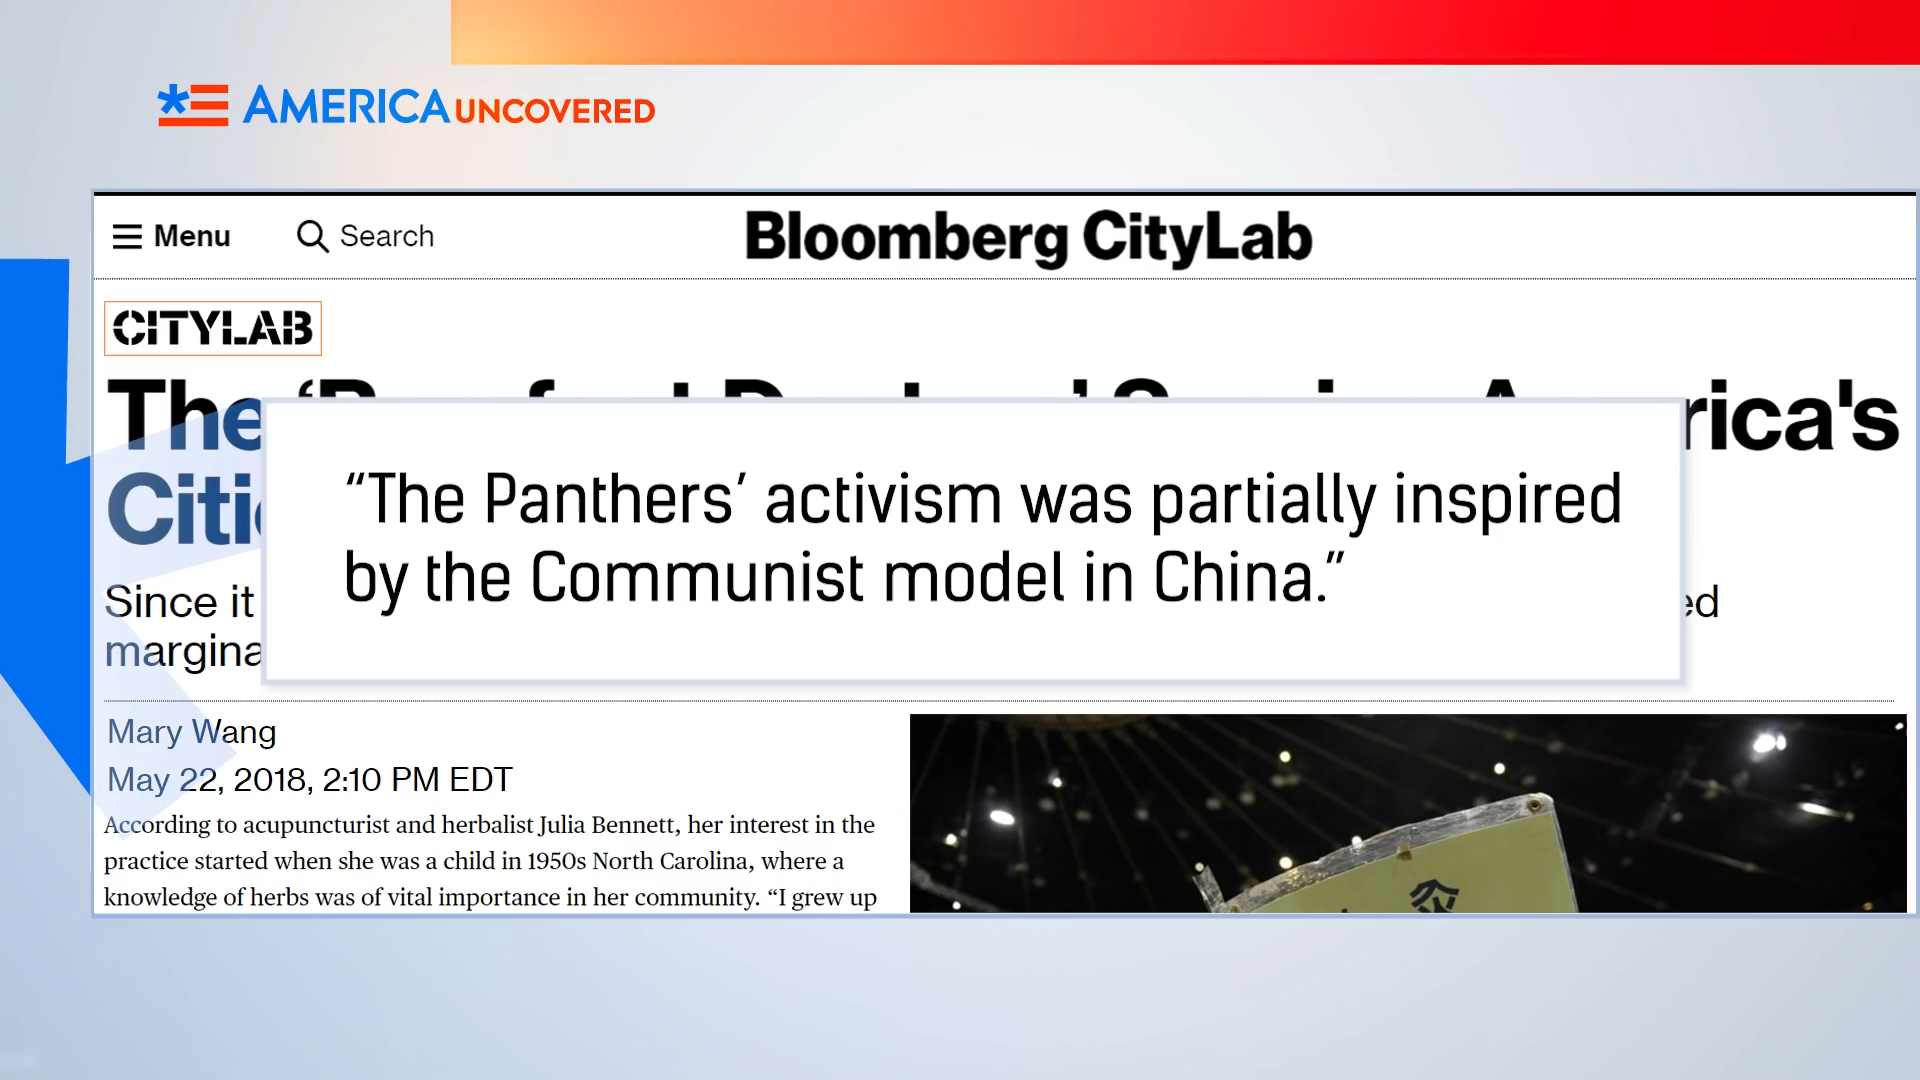 AMERICA UNCOVERED
Menu
Search
Bloomberg CityLab
CITYLAB
The
rica's
“The Panthers’ activism was partially inspired
by the Communist model in China.”
Since it
ed
Mary Wang
May 22, 2018, 2:10 PM EDT
According to acupuncturist and herbalist Julia Bennett, her interest in the
practice started when she was a child in 1950s North Carolina, where a
knowledge of herbs was of vital importance in her community. “I grew up